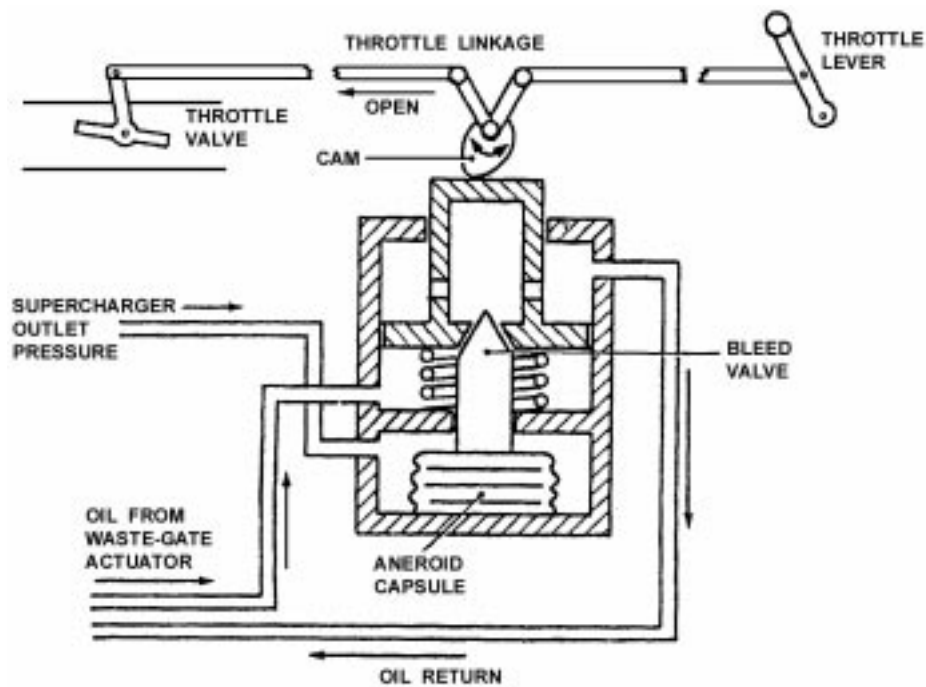 THROTTLE LINKAGE
THROTTLE
LEVER
OPEN
THROTTLE
VALVE
CAM
SUPERCHARGER
OUTLET
PRESSURE
BLEED
VALVE
OIL FROM
WASTE-GATE
ACTUATOR
ANEROID
CAPSULE
OIL RETURN